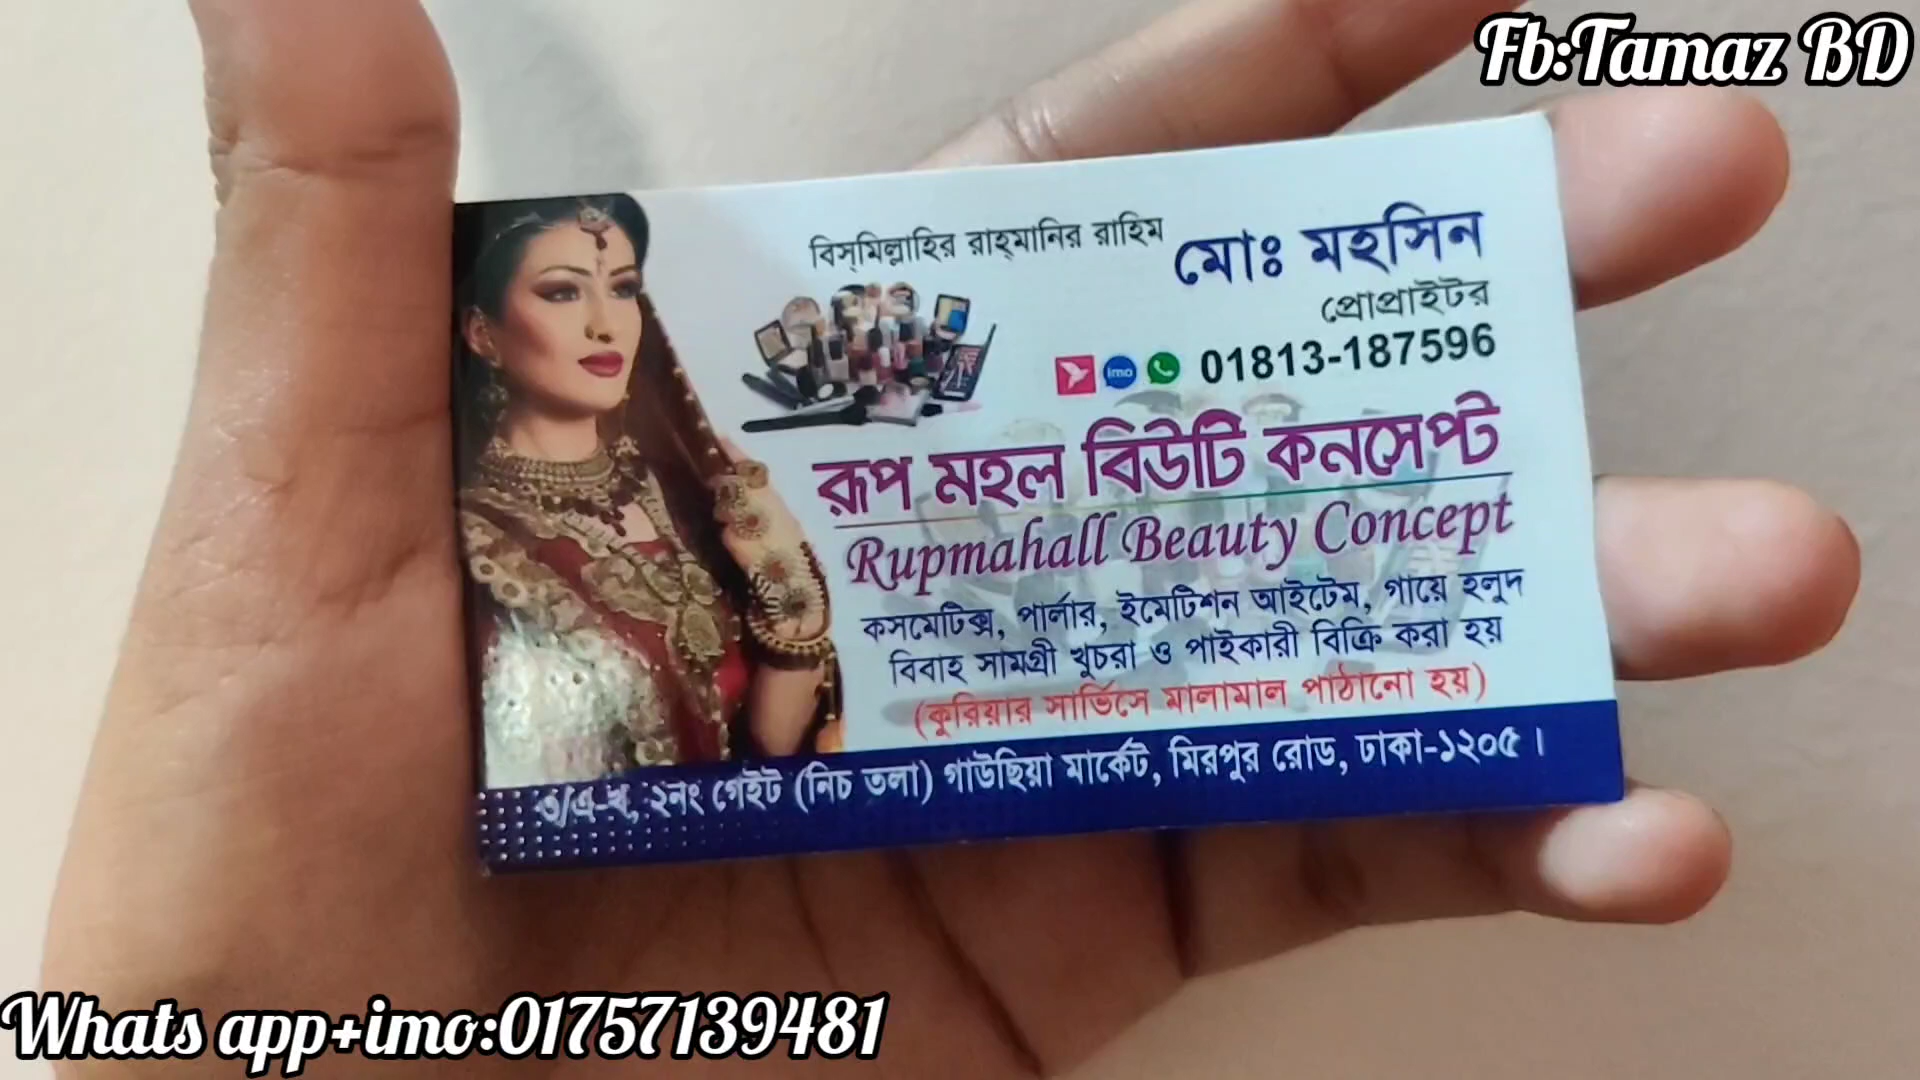 Fb:Tamaz BD
বিস্‌মিল্লাহির রাহ্‌মানির রাহিম
মোঃ মহসিন
প্রোপ্রাইটর
imo 01813-187596
রূপ মহল বিউটি কনসেপ্ট
Rupmahall Beauty Concept
কসমেটিক্স, পার্লার, ইমেটিশন আইটেম, গায়ে হলুদ
বিবাহ সামগ্রী খুচরা ও পাইকারী বিক্রি করা হয়
(কুরিয়ার সার্ভিসে মালামাল পাঠানো হয়)
৩/এ-খ, ২নং গেইট (নিচ তলা) গাউছিয়া মার্কেট, মিরপুর রোড, ঢাকা-১২০৫।
Whats app+imo:01757139481